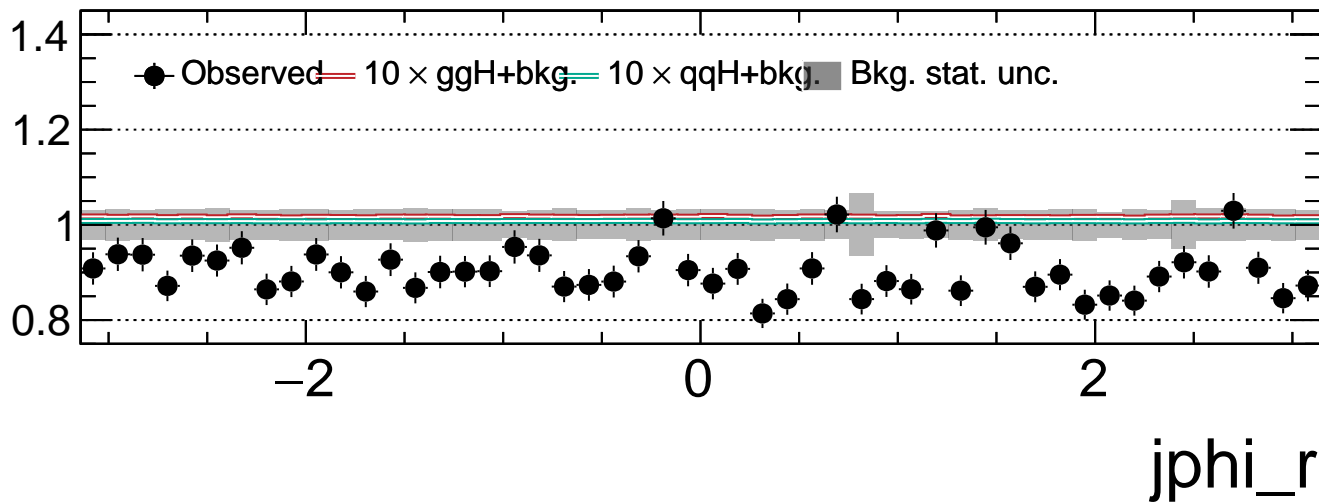 1.4
Observed 10 × ggH+bkg. 10 × qqH+bkg. Bkg. stat. unc.
1.2
1
0.8
−2 0 2
jphi_r